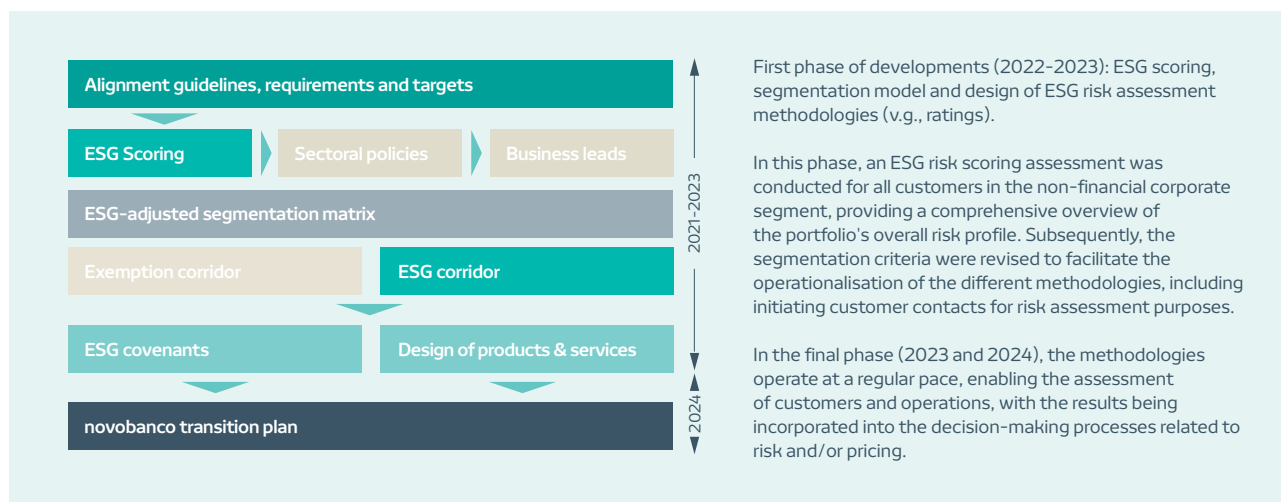 Alignment guidelines, requirements and targets
ESG Scoring
Sectoral policies
Business leads
ESG-adjusted segmentation matrix
Exemption corridor
ESG corridor
ESG covenants
Design of products & services
novobanco transition plan
2021-2023
2024
First phase of developments (2022-2023): ESG scoring,
segmentation model and design of ESG risk assessment
methodologies (v.g., ratings).
In this phase, an ESG risk scoring assessment was
conducted for all customers in the non-financial corporate
segment, providing a comprehensive overview of
the portfolio's overall risk profile. Subsequently, the
segmentation criteria were revised to facilitate the
operationalisation of the different methodologies, including
initiating customer contacts for risk assessment purposes.
In the final phase (2023 and 2024), the methodologies
operate at a regular pace, enabling the assessment
of customers and operations, with the results being
incorporated into the decision-making processes related to
risk and/or pricing.